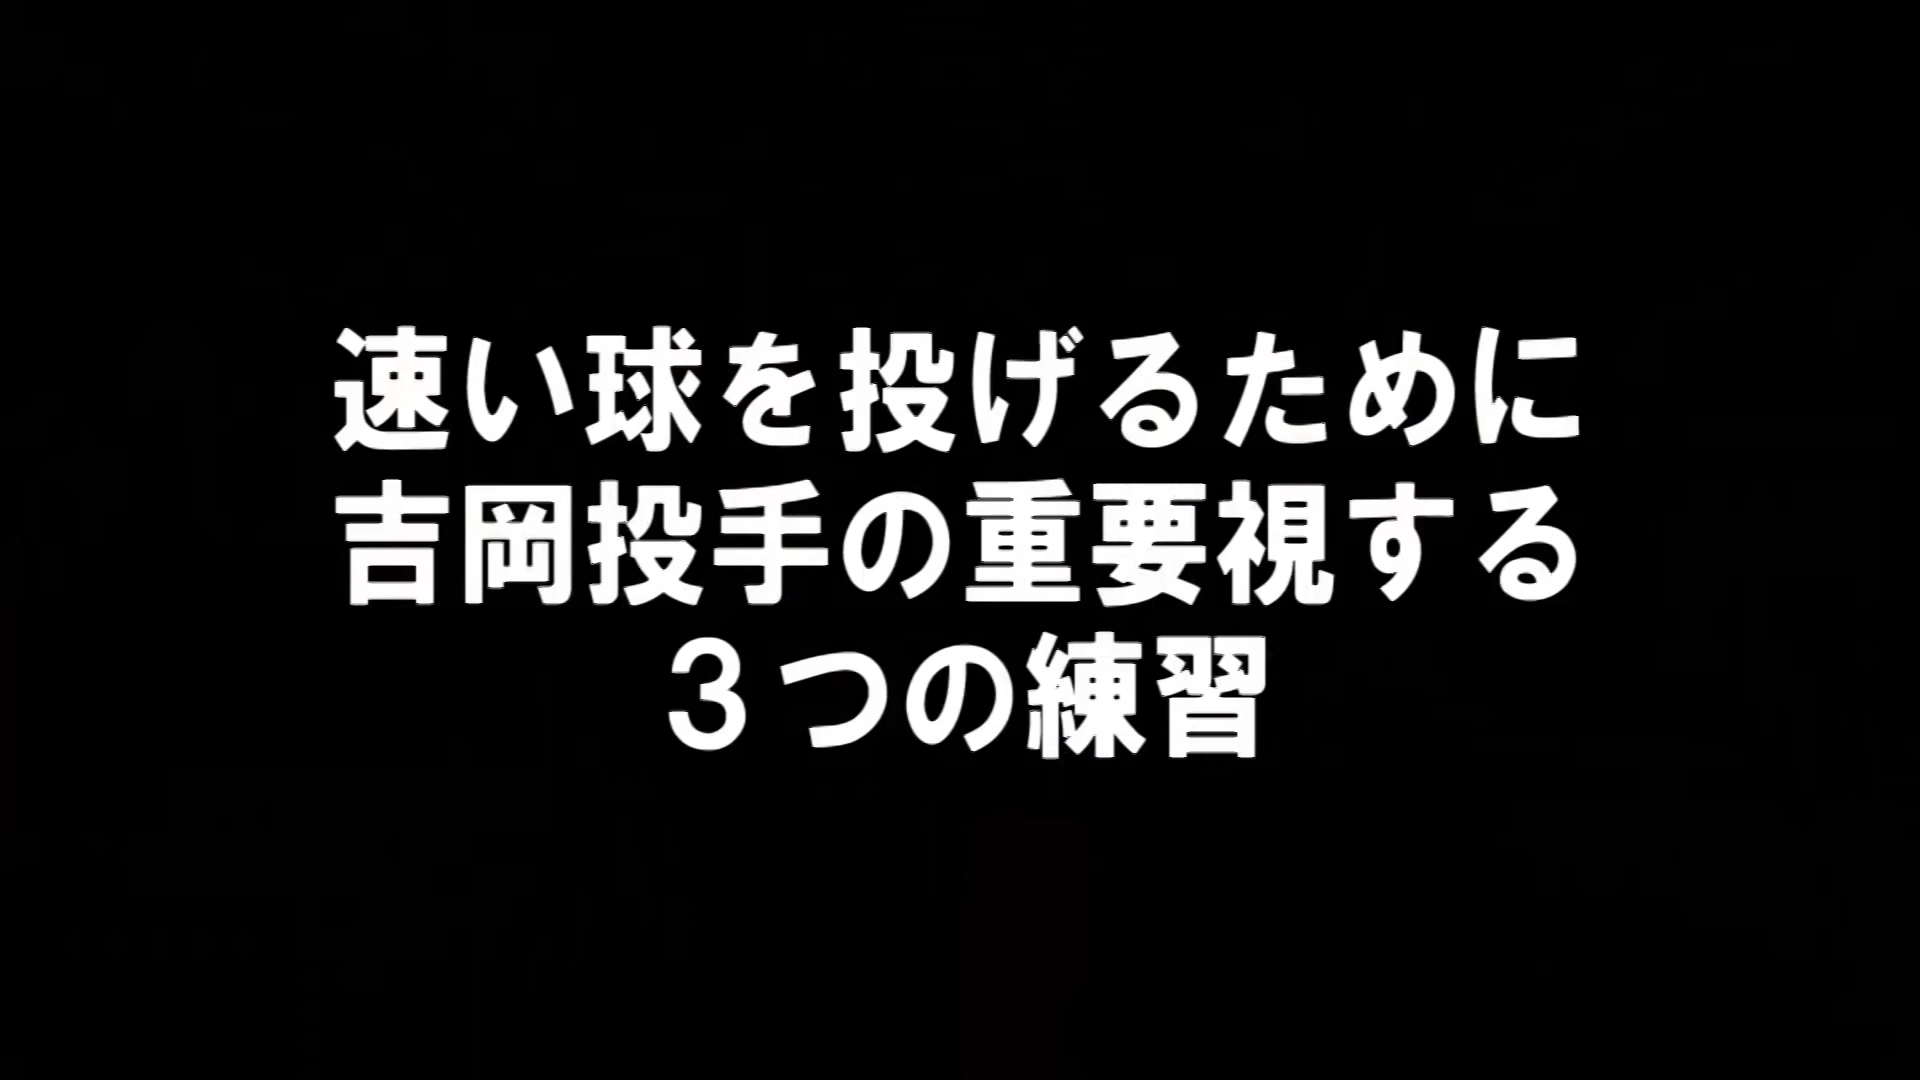 速い球を投げるために
吉岡投手の重要視する
３つの練習